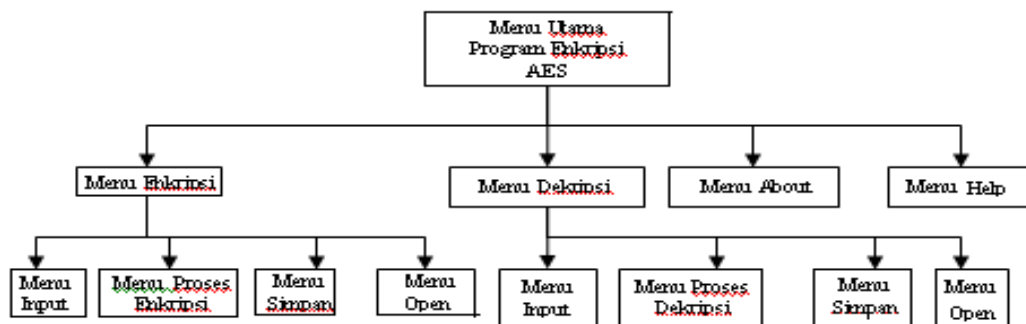 Menu Utama
Program Enkripsi
AES
Menu Enkripsi
Menu Dekripsi
Menu About
Menu Help
Menu
Input
Menu Proses
Enkripsi
Menu
Simpan
Menu
Open
Menu
Input
Menu Proses
Dekripsi
Menu
Simpan
Menu
Open